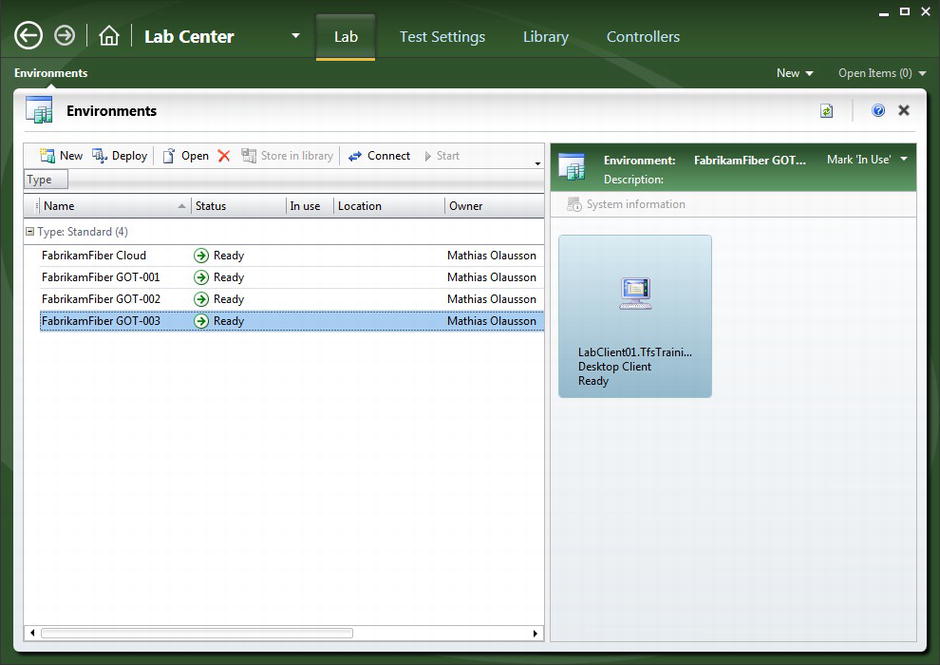 Lab Center Lab Test Settings Library Controllers
Environments New Open Items (0)
Environments
New Deploy Open Store in library Connect Start
Type
Name Status In use Location Owner
Type: Standard (4)
FabrikamFiber Cloud Ready Mathias Olausson
FabrikamFiber GOT-001 Ready Mathias Olausson
FabrikamFiber GOT-002 Ready Mathias Olausson
FabrikamFiber GOT-003 Ready Mathias Olausson
Environment: FabrikamFiber GOT... Mark 'In Use'
Description:
System information
LabClient01.TfsTraini...
Desktop Client
Ready